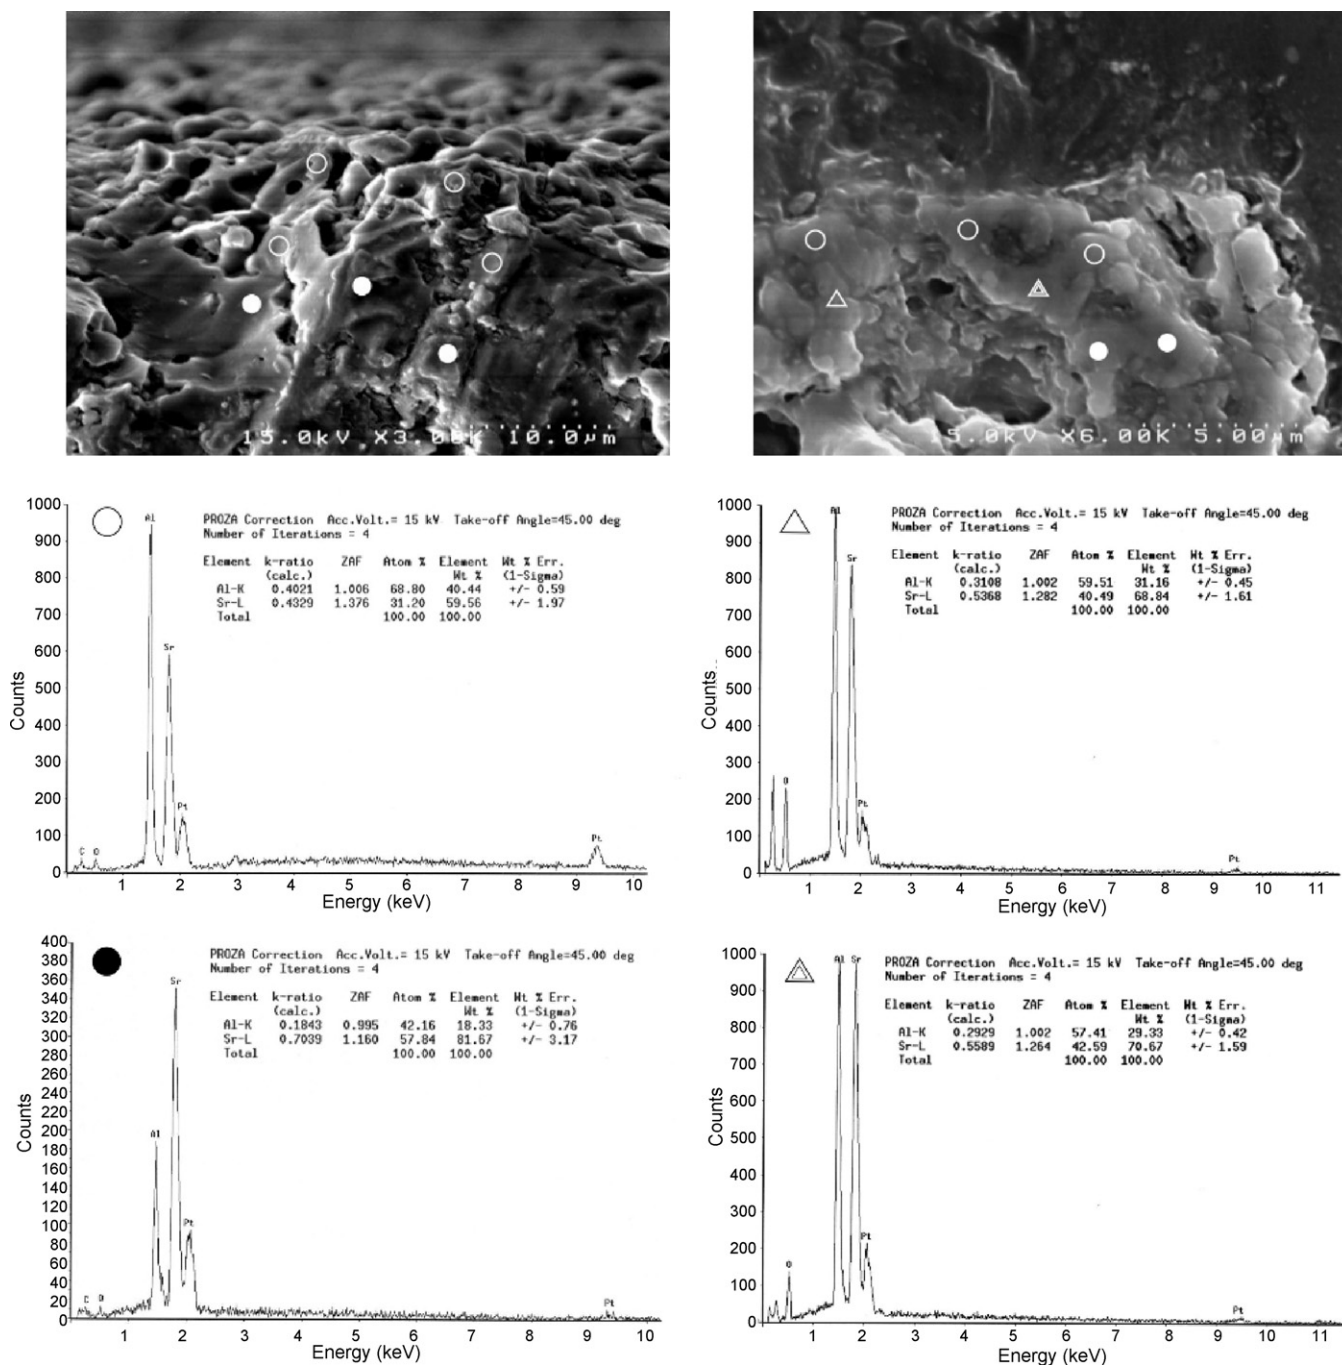 15.0kV X3.00K 10.0µm
15.0kV X6.00K 5.00µm
PROZA Correction Acc.Volt.= 15 kV Take-off Angle=45.00 deg
Number of Iterations = 4
Element k-ratio ZAF Atom % Element Wt % Err.
(calc.) Wt % (1-Sigma)
Al-K 0.4021 1.006 68.80 40.44 +/- 0.59
Sr-L 0.4329 1.376 31.20 59.56 +/- 1.97
Total 100.00 100.00
1000
900
800
700
600
500
400
300
200
100
0
Counts
Al
Sr
Pt
C
O
Pt
1 2 3 4 5 6 7 8 9 10
Energy (keV)
PROZA Correction Acc.Volt.= 15 kV Take-off Angle=45.00 deg
Number of Iterations = 4
Element k-ratio ZAF Atom % Element Wt % Err.
(calc.) Wt % (1-Sigma)
Al-K 0.3108 1.002 59.51 31.16 +/- 0.45
Sr-L 0.5368 1.282 40.49 68.84 +/- 1.61
Total 100.00 100.00
1000
900
800
700
600
500
400
300
200
100
0
Counts
Al
Sr
O
Pt
Pt
1 2 3 4 5 6 7 8 9 10 11
Energy (keV)
PROZA Correction Acc.Volt.= 15 kV Take-off Angle=45.00 deg
Number of Iterations = 4
Element k-ratio ZAF Atom % Element Wt % Err.
(calc.) Wt % (1-Sigma)
Al-K 0.1843 0.995 42.16 18.33 +/- 0.76
Sr-L 0.7039 1.160 57.84 81.67 +/- 3.17
Total 100.00 100.00
400
380
360
340
320
300
280
260
240
220
200
180
160
140
120
100
80
60
40
20
0
Counts
Sr
Al
Pt
C
O
Pt
1 2 3 4 5 6 7 8 9 10
Energy (keV)
PROZA Correction Acc.Volt.= 15 kV Take-off Angle=45.00 deg
Number of Iterations = 4
Element k-ratio ZAF Atom % Element Wt % Err.
(calc.) Wt % (1-Sigma)
Al-K 0.2929 1.002 57.41 29.33 +/- 0.42
Sr-L 0.5589 1.264 42.59 70.67 +/- 1.59
Total 100.00 100.00
1000
900
800
700
600
500
400
300
200
100
0
Counts
Al
Sr
O
Pt
Pt
1 2 3 4 5 6 7 8 9 10 11
Energy (keV)